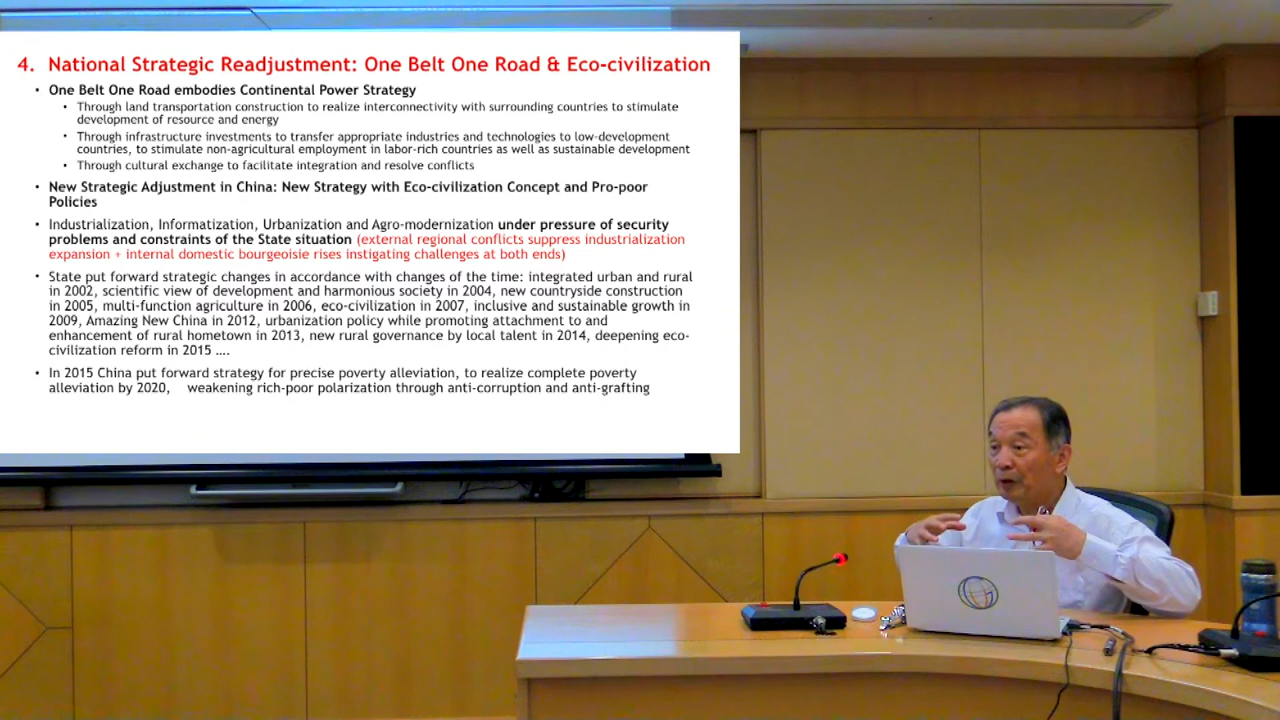 4. National Strategic Readjustment: One Belt One Road & Eco-civilization
• One Belt One Road embodies Continental Power Strategy
• Through land transportation construction to realize interconnectivity with surrounding countries to stimulate
development of resource and energy
• Through infrastructure investments to transfer appropriate industries and technologies to low-development
countries, to stimulate non-agricultural employment in labor-rich countries as well as sustainable development
• Through cultural exchange to facilitate integration and resolve conflicts
• New Strategic Adjustment in China: New Strategy with Eco-civilization Concept and Pro-poor
Policies
• Industrialization, Informatization, Urbanization and Agro-modernization under pressure of security
problems and constraints of the State situation (external regional conflicts suppress industrialization
expansion + internal domestic bourgeoisie rises instigating challenges at both ends)
• State put forward strategic changes in accordance with changes of the time: integrated urban and rural
in 2002, scientific view of development and harmonious society in 2004, new countryside construction
in 2005, multi-function agriculture in 2006, eco-civilization in 2007, inclusive and sustainable growth in
2009, Amazing New China in 2012, urbanization policy while promoting attachment to and
enhancement of rural hometown in 2013, new rural governance by local talent in 2014, deepening eco-
civilization reform in 2015 ....
• In 2015 China put forward strategy for precise poverty alleviation, to realize complete poverty
alleviation by 2020, weakening rich-poor polarization through anti-corruption and anti-grafting